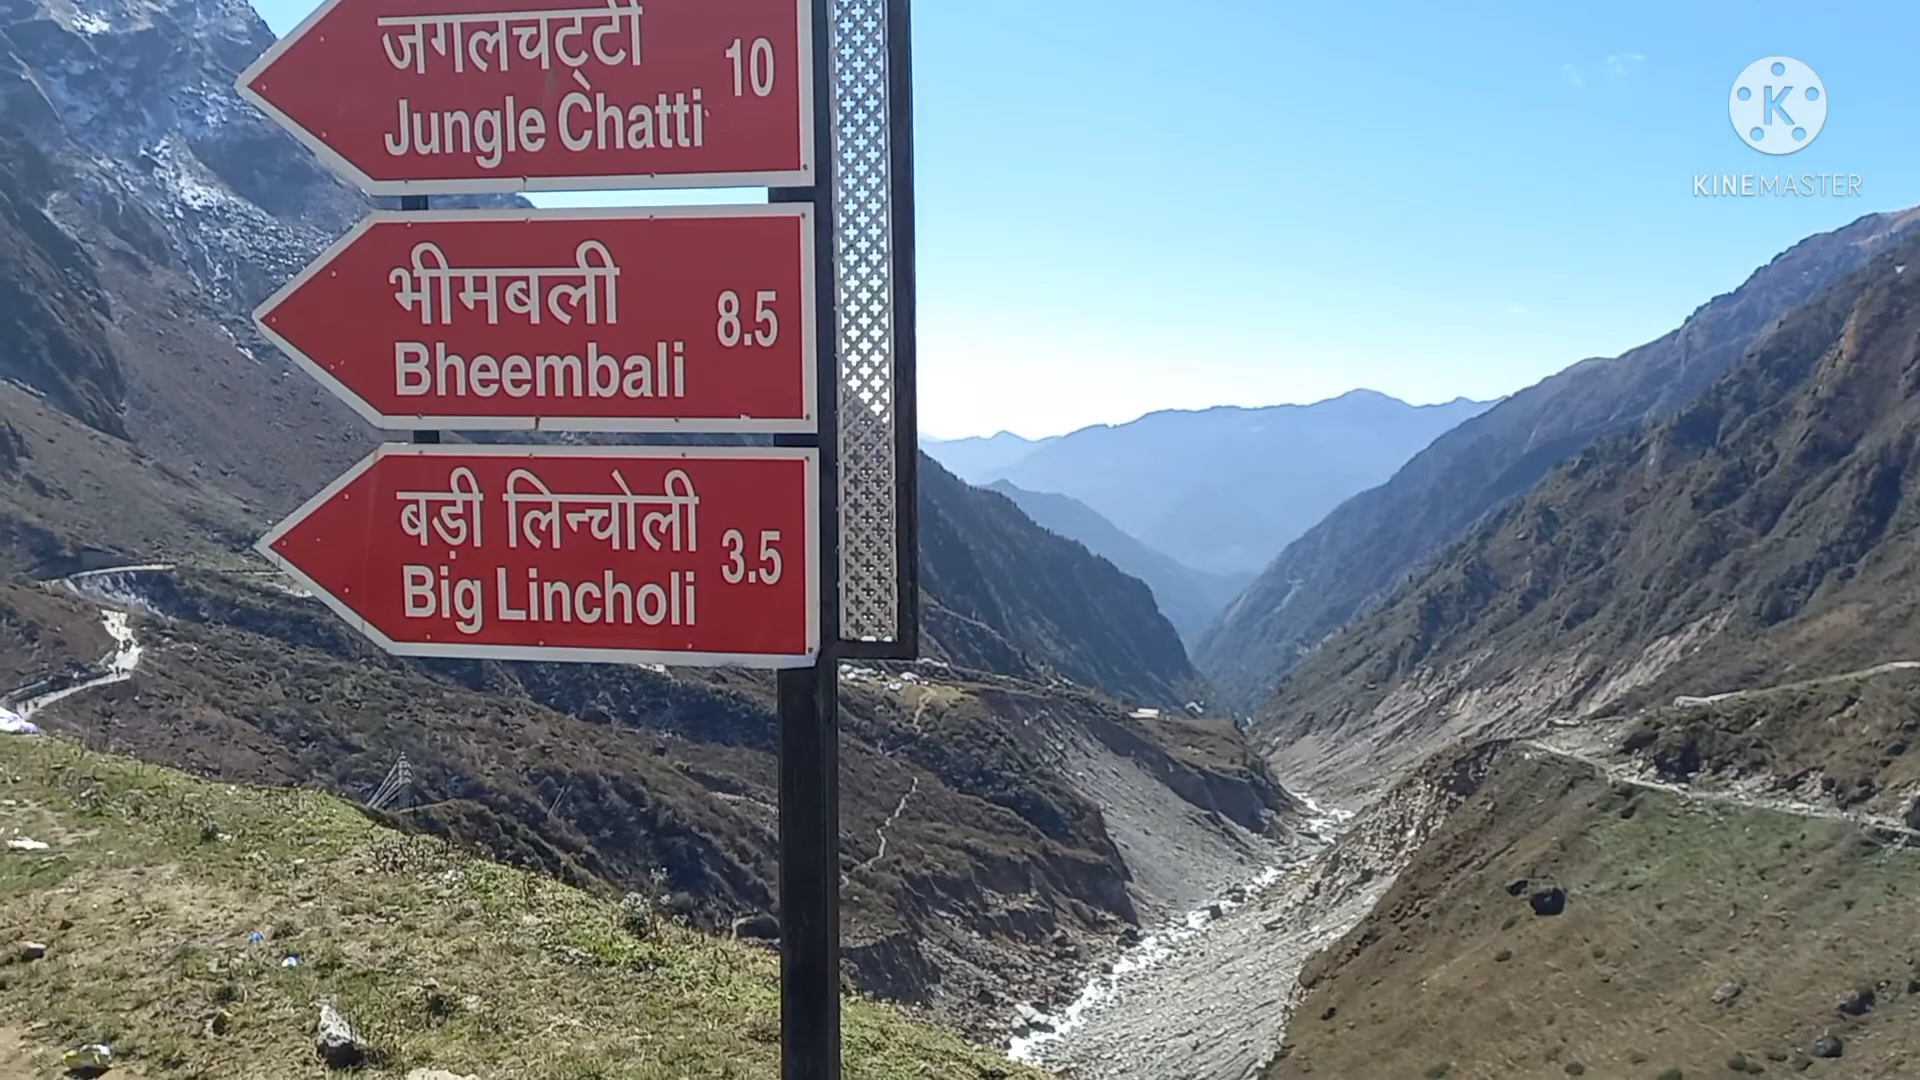 जगलचट्टी
Jungle Chatti
10
भीमबली
Bheembali
8.5
बड़ी लिन्चोली
Big Lincholi
3.5
K
KINEMASTER